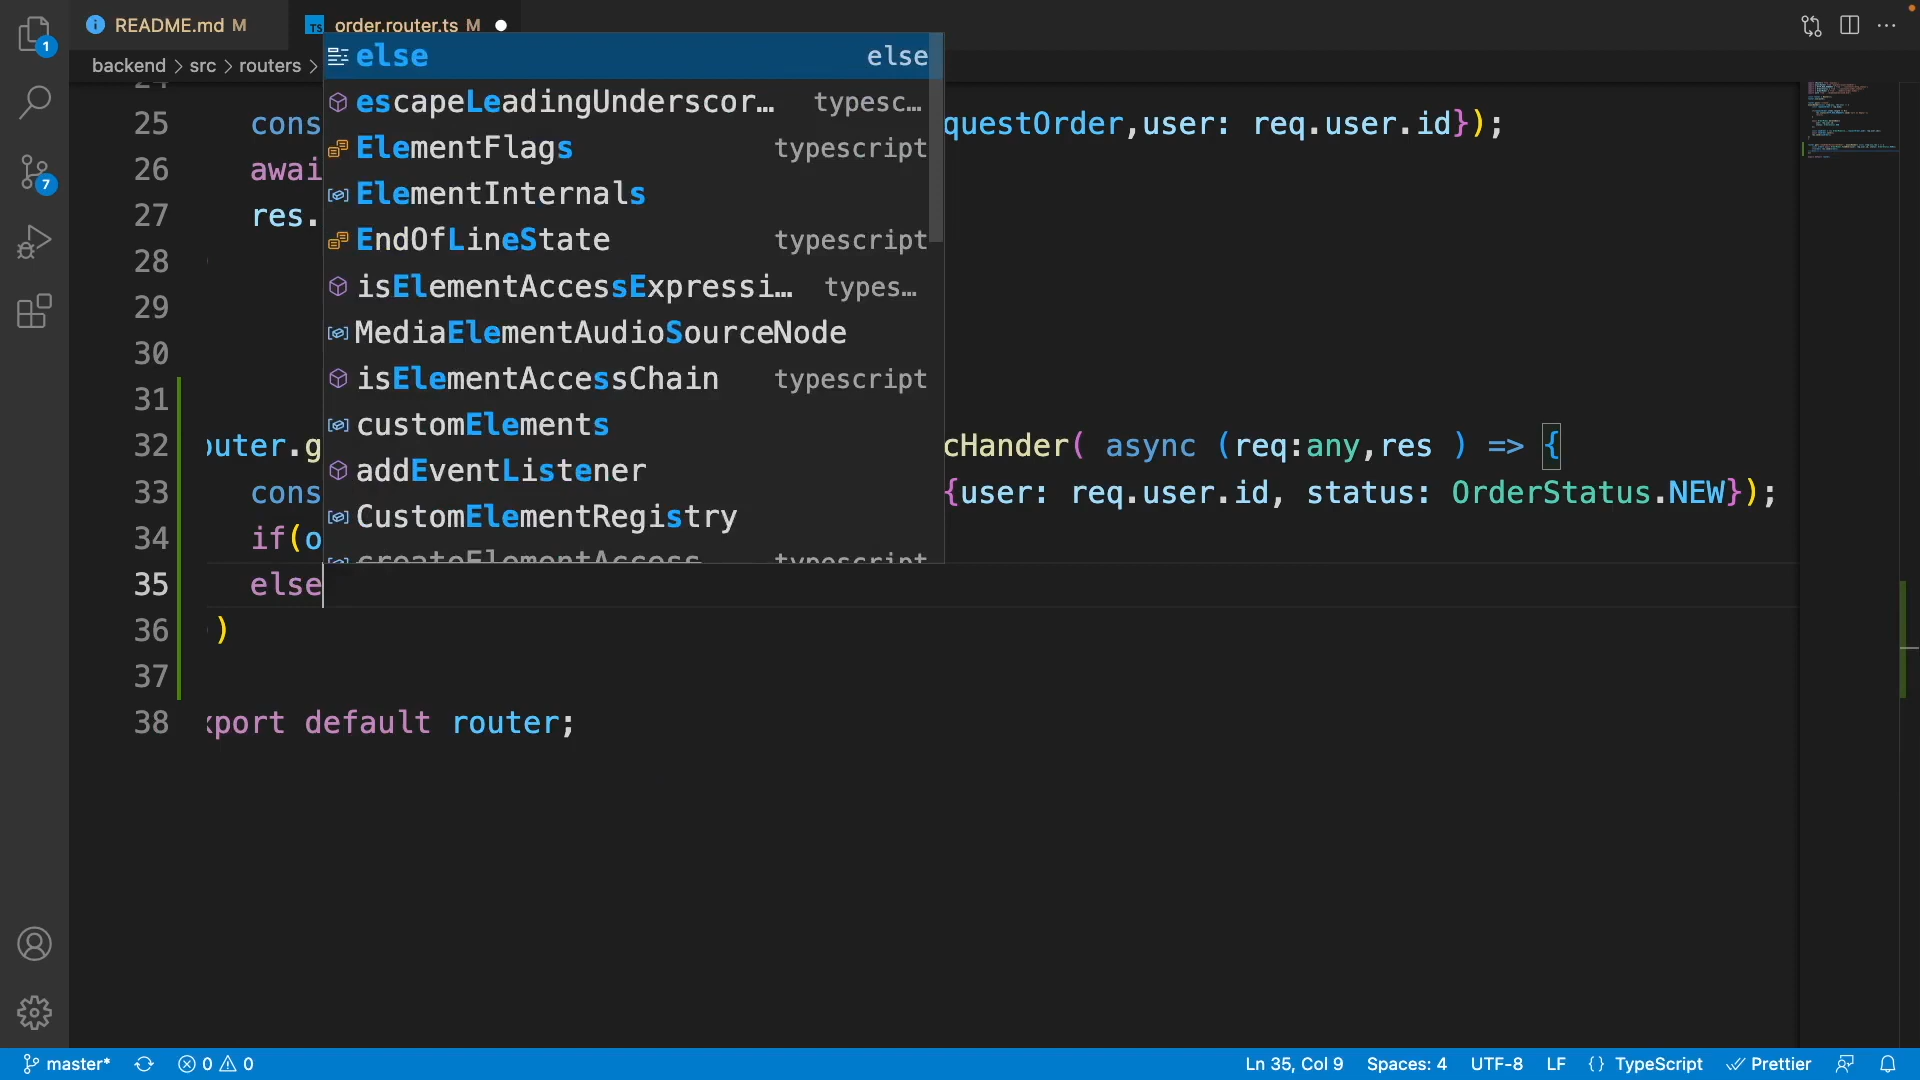 README.md M
TS order.router.ts M
backend > src > routers >
else else
escapeLeadingUnderscor… typesc…
ElementFlags typescript
ElementInternals
EndOfLineState typescript
isElementAccessExpressi… types…
MediaElementAudioSourceNode
isElementAccessChain typescript
customElements
addEventListener
CustomElementRegistry
createElementAccess typescript
1
7
24
25 cons questOrder,user: req.user.id});
26 awai
27 res.
28
29
30
31
32 outer.g cHander( async (req:any,res ) => {
33 cons {user: req.user.id, status: OrderStatus.NEW});
34 if(o
35 else
36 )
37
38 xport default router;
master* 0 0 Ln 35, Col 9 Spaces: 4 UTF-8 LF {} TypeScript Prettier